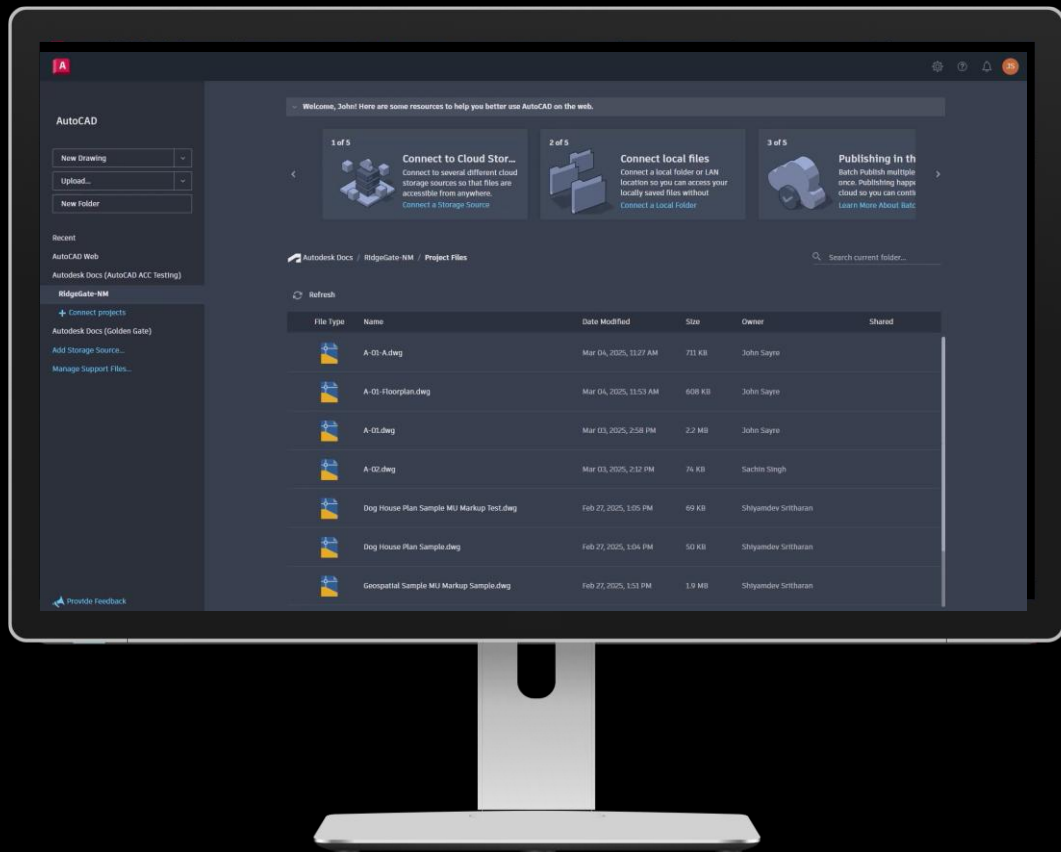 A
JS
Welcome, John! Here are some resources to help you better use AutoCAD on the web.
AutoCAD
New Drawing
Upload...
New Folder
Recent
AutoCAD Web
Autodesk Docs (AutoCAD ACC Testing)
RidgeGate-NM
+ Connect projects
Autodesk Docs (Golden Gate)
Add Storage Source...
Manage Support Files...
Provide Feedback
1 of 5
Connect to Cloud Stor...
Connect to several different cloud
storage sources so that files are
accessible from anywhere.
Connect a Storage Source
2 of 5
Connect local files
Connect a local folder or LAN
location so you can access your
locally saved files without
Connect a Local Folder
3 of 5
Publishing in th
Batch Publish multiple
once. Publishing happ
cloud so you can conti
Learn More About Batc
Autodesk Docs / RidgeGate-NM / Project Files
Search current folder...
Refresh
File Type Name Date Modified Size Owner Shared
A-01-A.dwg Mar 04, 2025, 11:27 AM 711 KB John Sayre
A-01-Floorplan.dwg Mar 04, 2025, 11:53 AM 608 KB John Sayre
A-01.dwg Mar 03, 2025, 2:58 PM 2.2 MB John Sayre
A-02.dwg Mar 03, 2025, 2:12 PM 74 KB Sachin Singh
Dog House Plan Sample MU Markup Test.dwg Feb 27, 2025, 1:05 PM 69 KB Shiyamdev Sritharan
Dog House Plan Sample.dwg Feb 27, 2025, 1:04 PM 50 KB Shiyamdev Sritharan
Geospatial Sample MU Markup Sample.dwg Feb 27, 2025, 1:51 PM 1.9 MB Shiyamdev Sritharan